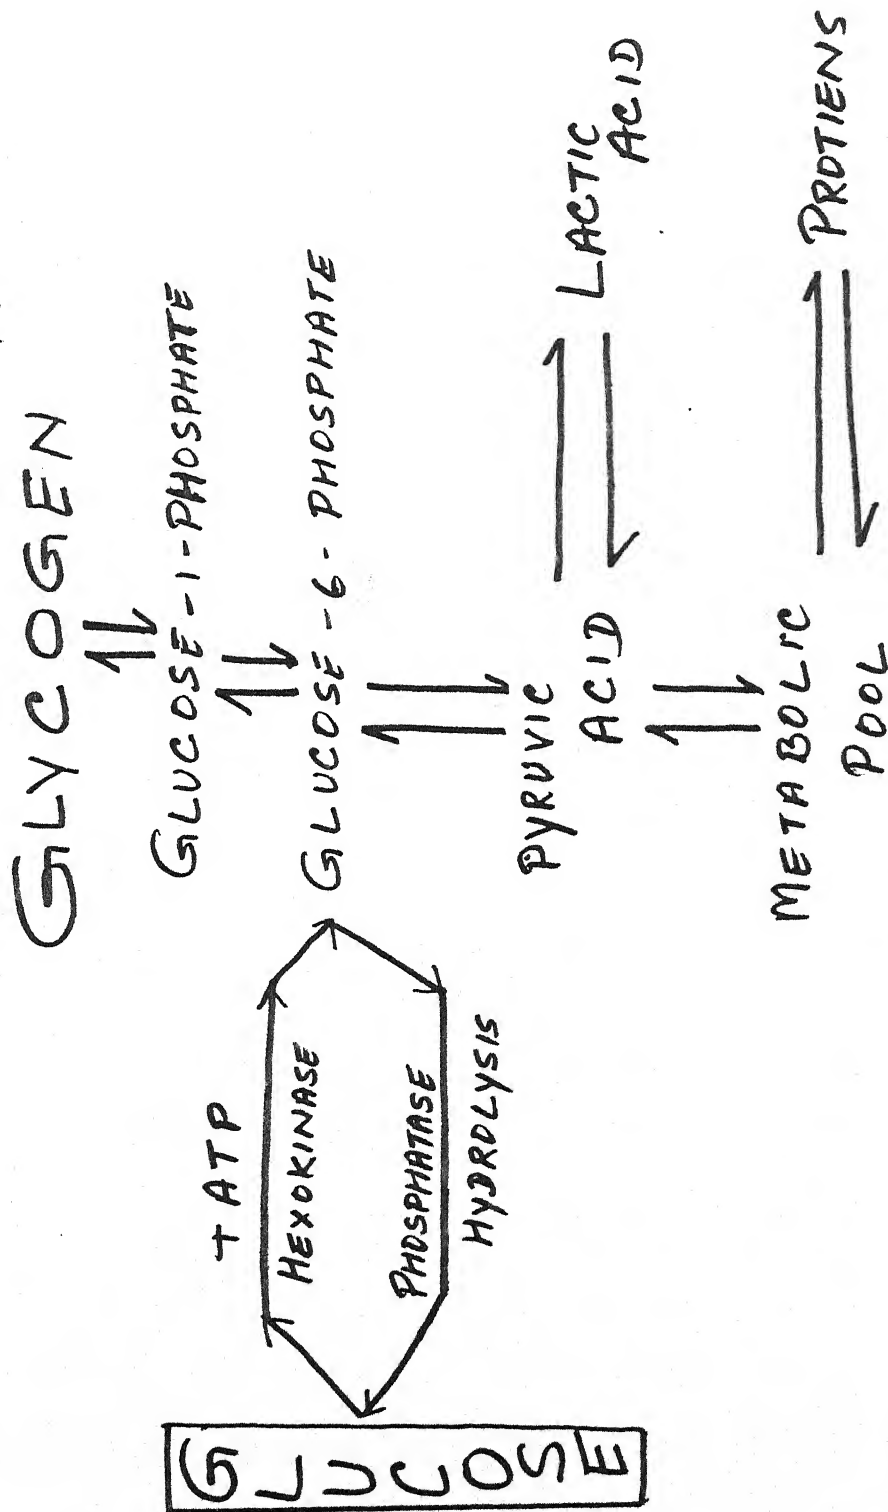 GLYCOGEN
GLUCOSE-1-PHOSPHATE
GLUCOSE-6-PHOSPHATE
+ ATP
HEXOKINASE
PHOSPHATASE
HYDROLYSIS
GLUCOSE
PYRUVIC
ACID
LACTIC
ACID
METABOLIC
POOL
PROTIENS